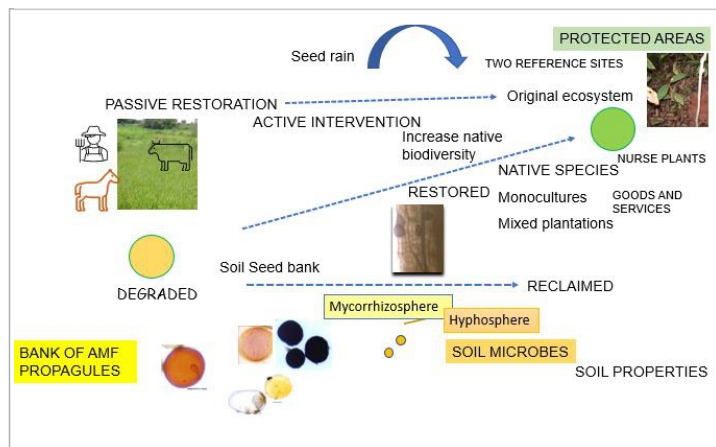 PROTECTED AREAS
Seed rain
TWO REFERENCE SITES
Original ecosystem
PASSIVE RESTORATION
ACTIVE INTERVENTION
Increase native
biodiversity
NURSE PLANTS
NATIVE SPECIES
RESTORED
Monocultures
GOODS AND
SERVICES
Mixed plantations
Soil Seed bank
DEGRADED
RECLAIMED
Mycorrhizosphere
Hyphosphere
BANK OF AMF
PROPAGULES
SOIL MICROBES
SOIL PROPERTIES